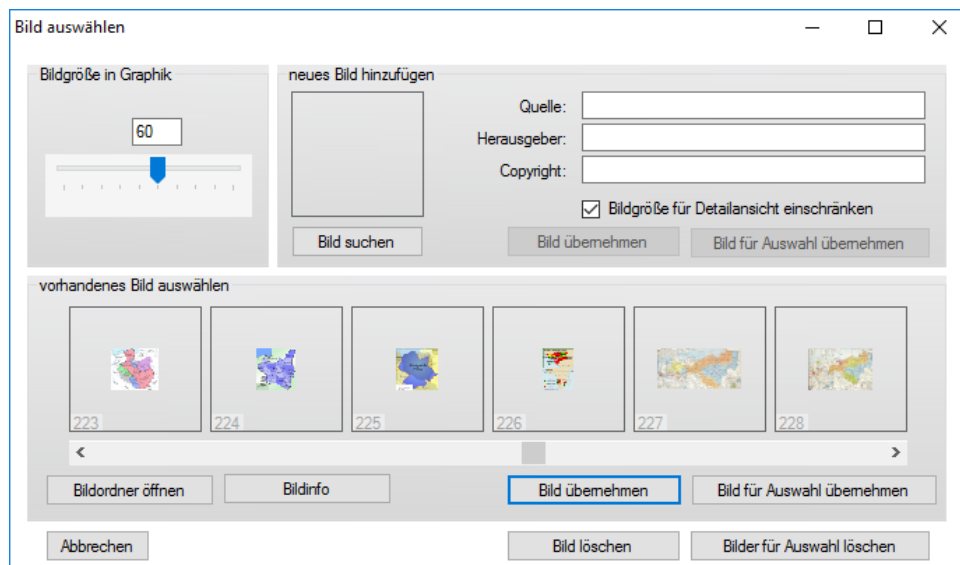 Bild auswählen
Bildgröße in Graphik
60
neues Bild hinzufügen
Quelle:
Herausgeber:
Copyright:
Bildgröße für Detailansicht einschränken
Bild suchen
Bild übernehmen
Bild für Auswahl übernehmen
vorhandenes Bild auswählen
223
224
225
226
227
228
Bildordner öffnen
Bildinfo
Bild übernehmen
Bild für Auswahl übernehmen
Abbrechen
Bild löschen
Bilder für Auswahl löschen